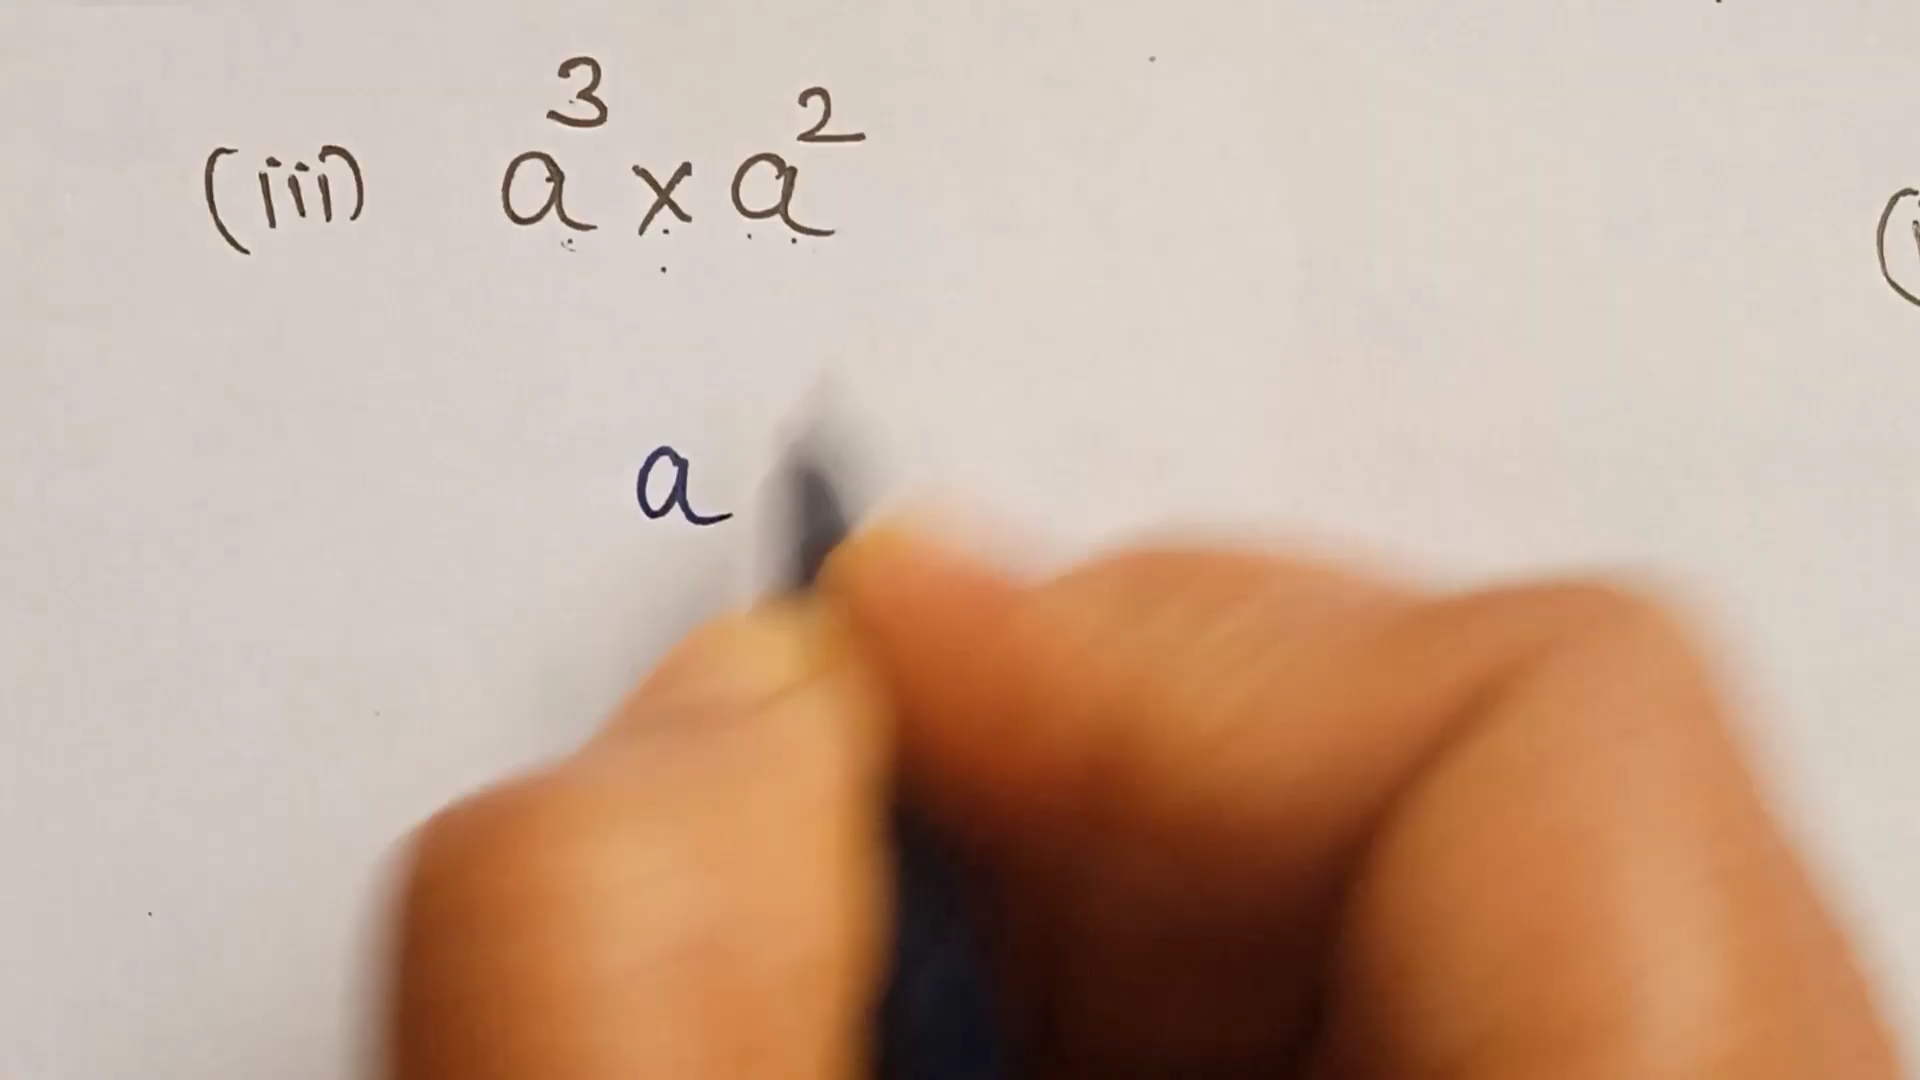 (iii) a³ × a²
a